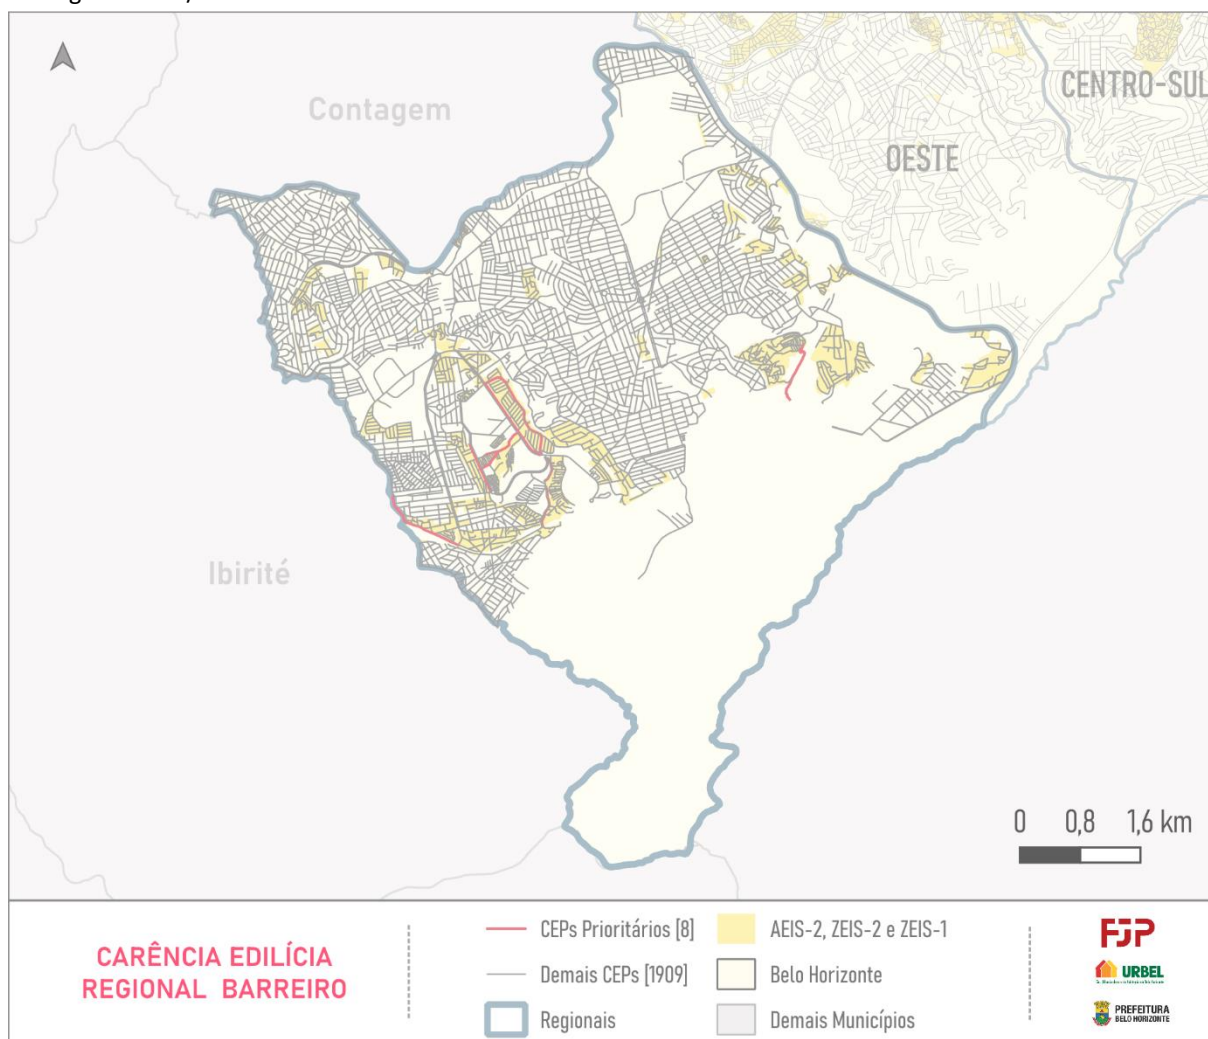 Contagem
CENTRO-SUL
OESTE
Ibirité
0 0,8 1,6 km
CARÊNCIA EDILÍCIA
REGIONAL BARREIRO
CEPs Prioritários [8]
Demais CEPs [1909]
Regionais
AEIS-2, ZEIS-2 e ZEIS-1
Belo Horizonte
Demais Municípios
FJP
URBEL
PREFEITURA
BELO HORIZONTE